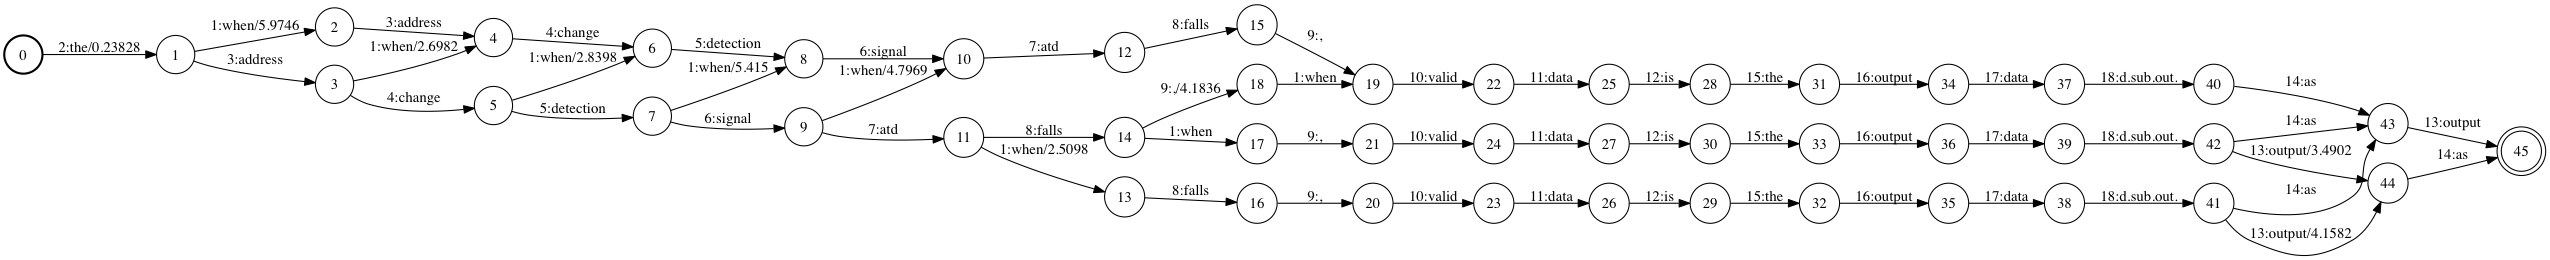 0 2:the/0.23828 1
1:when/5.9746 2 3:address 4
3:address 3 1:when/2.6982
4:change 6 5:detection 8 6:signal 10 7:atd 12 8:falls 15 9:,
4:change 5 1:when/2.8398
5:detection 7 1:when/5.415
6:signal 9 1:when/4.7969
7:atd 11 8:falls 14 9:,/4.1836 18 1:when 19 10:valid 22 11:data 25 12:is 28 15:the 31 16:output 34 17:data 37 18:d.sub.out. 40 14:as 43 13:output 45
1:when 17 9:, 21 10:valid 24 11:data 27 12:is 30 15:the 33 16:output 36 17:data 39 18:d.sub.out. 42 14:as
13:output/3.4902 44 14:as
1:when/2.5098 13 8:falls 16 9:, 20 10:valid 23 11:data 26 12:is 29 15:the 32 16:output 35 17:data 38 18:d.sub.out. 41 14:as
13:output/4.1582